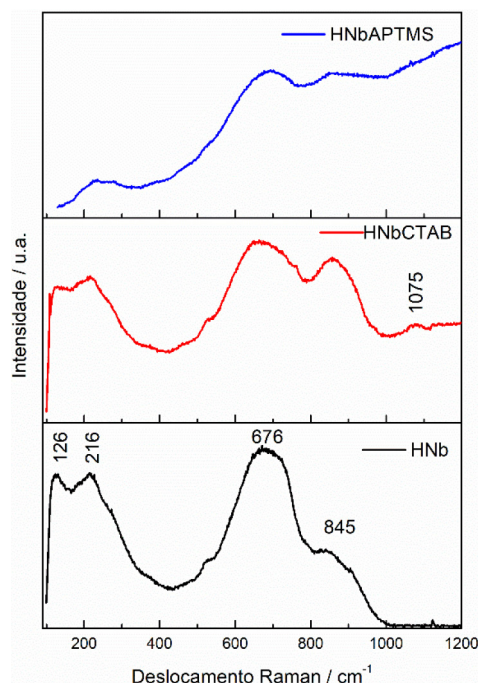 HNbAPTMS
HNbCTAB
1075
Intensidade / u.a.
126
216
676
845
HNb
200 400 600 800 1000 1200
Deslocamento Raman / cm⁻¹